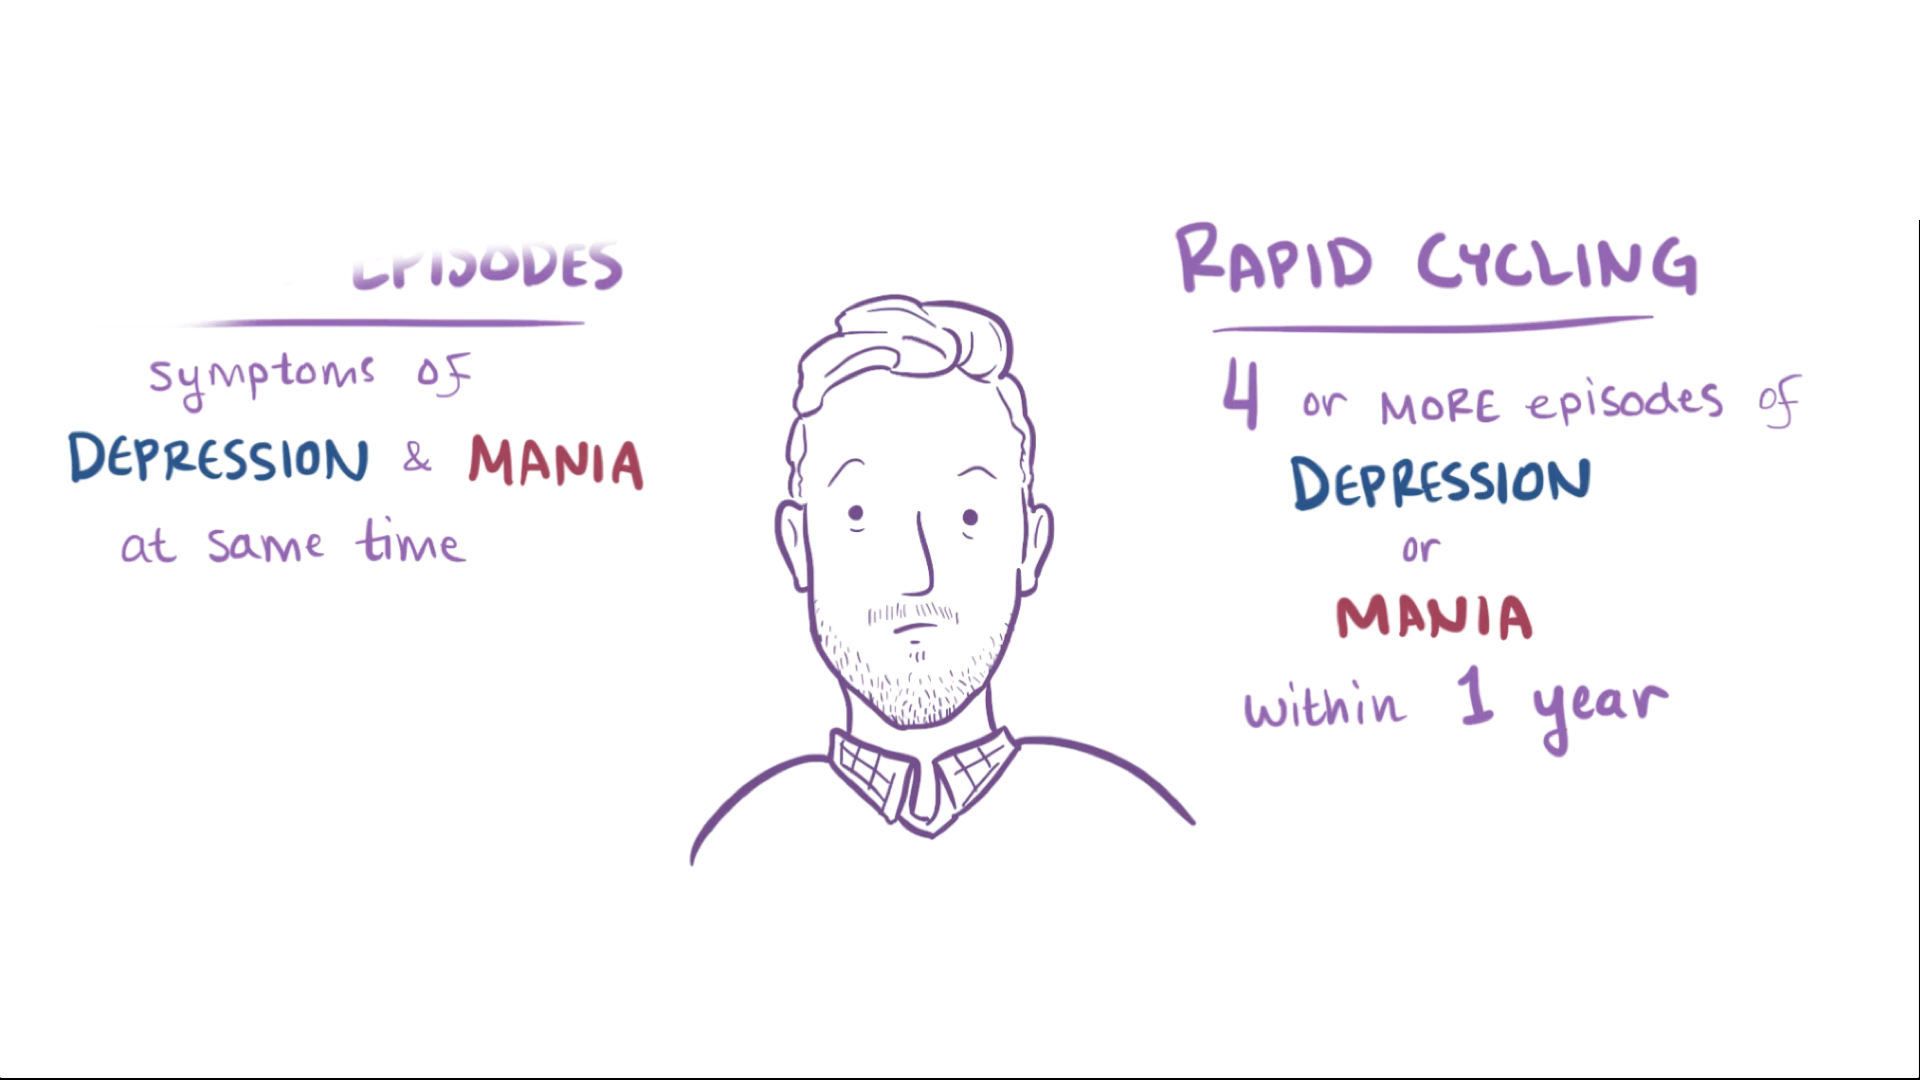 EPISODES
symptoms of
DEPRESSION & MANIA
at same time
RAPID CYCLING
4 or MORE episodes of
DEPRESSION
or
MANIA
within 1 year